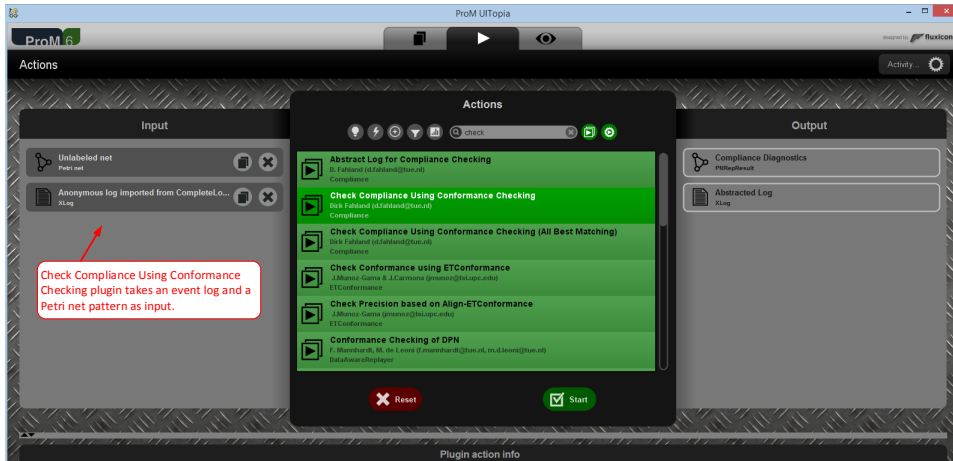 ProM UITopia
ProM 6
designed by fluxicon
Actions
Activity...
Input
Unlabeled net
Petri net
Anonymous log imported from CompleteLo...
XLog
Check Compliance Using Conformance
Checking plugin takes an event log and a
Petri net pattern as input.
Actions
check
Abstract Log for Compliance Checking
D. Fahland (d.fahland@tue.nl)
Compliance
Check Compliance Using Conformance Checking
Dirk Fahland (d.fahland@tue.nl)
Compliance
Check Compliance Using Conformance Checking (All Best Matching)
Dirk Fahland (d.fahland@tue.nl)
Compliance
Check Conformance using ETConformance
J.Munoz-Gama & J.Carmona (jmunoz@lsi.upc.edu)
ETConformance
Check Precision based on Align-ETConformance
J.Munoz-Gama (jmunoz@lsi.upc.edu)
ETConformance
Conformance Checking of DPN
F. Mannhardt, M. de Leoni (f.mannhardt@tue.nl, m.d.leoni@tue.nl)
DataAwareReplayer
Reset
Start
Output
Compliance Diagnostics
PNRepResult
Abstracted Log
XLog
Plugin action info